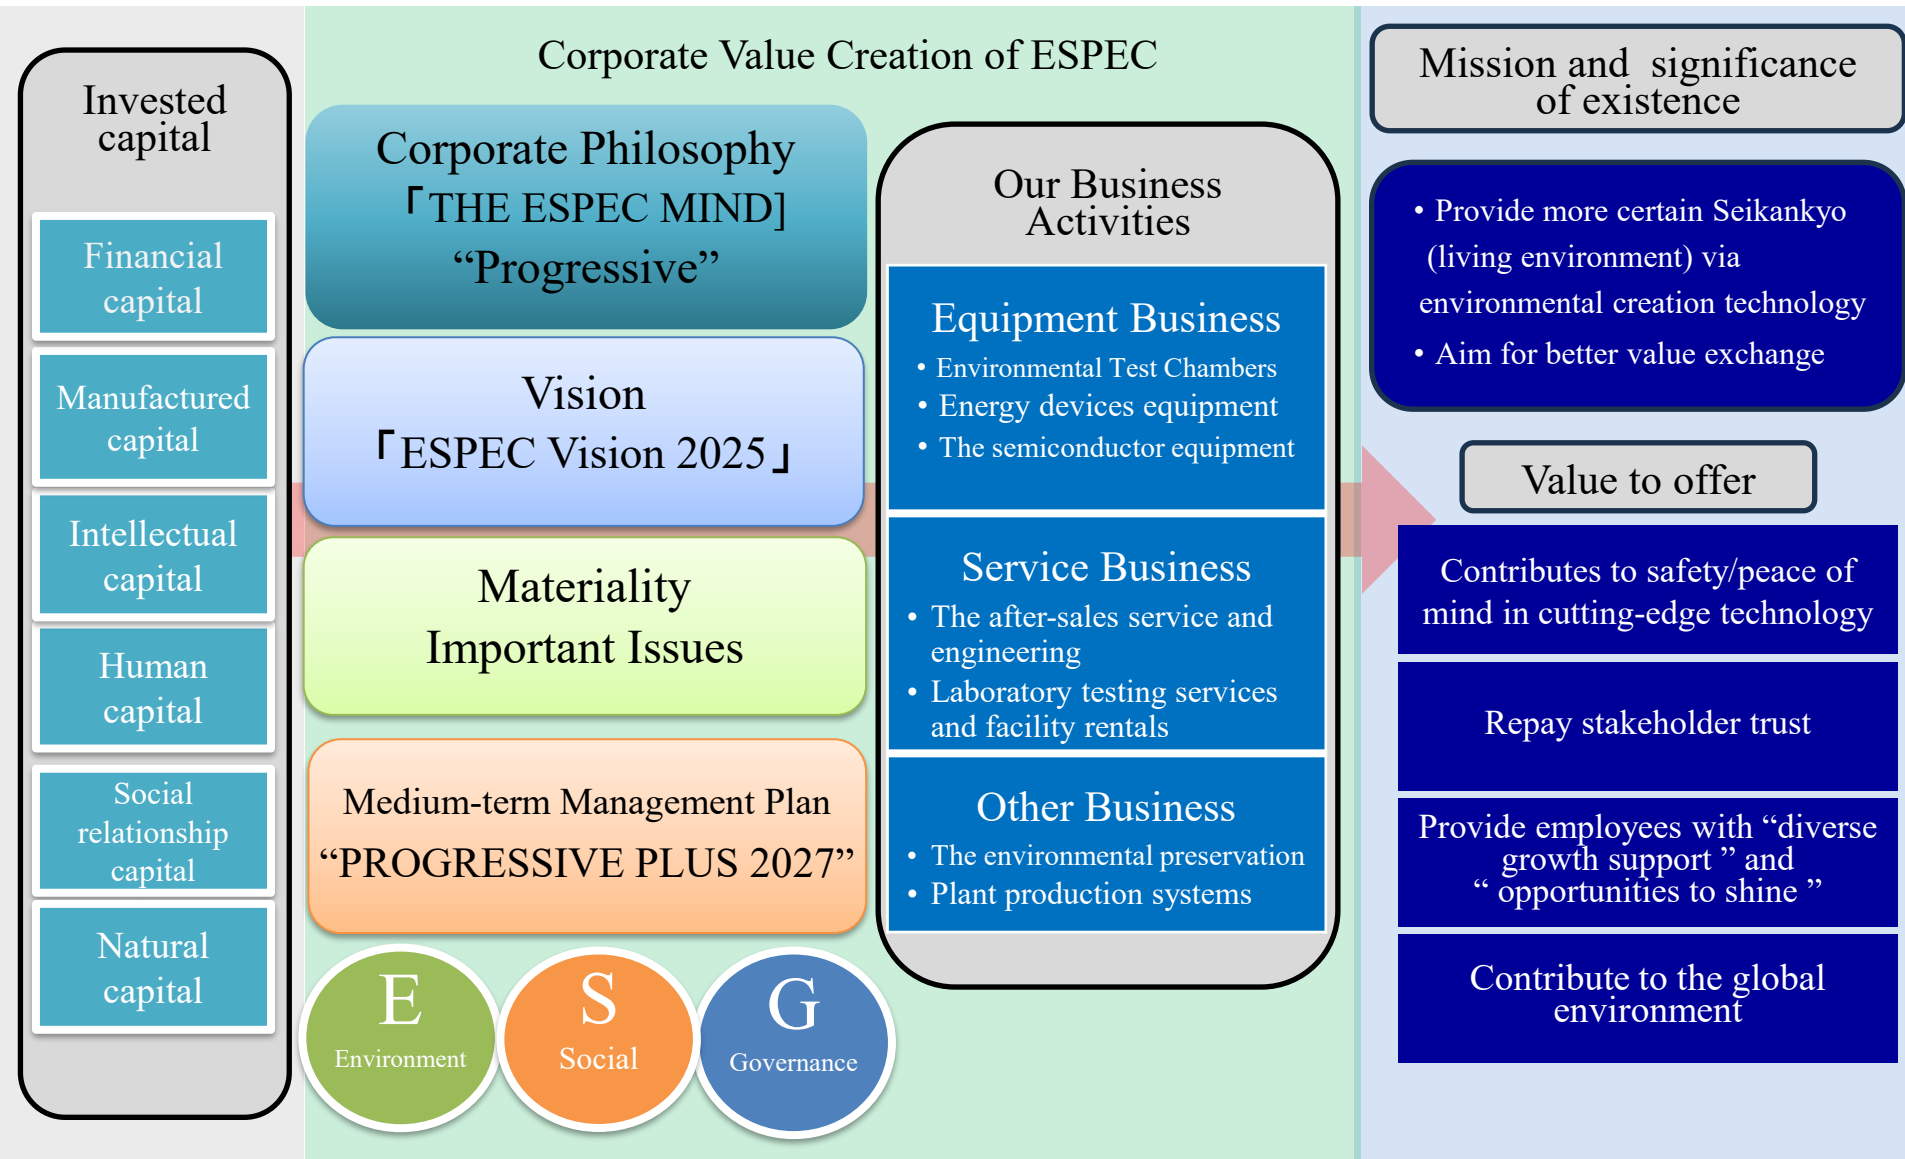 Corporate Value Creation of ESPEC
Invested
capital
Financial
capital
Manufactured
capital
Intellectual
capital
Human
capital
Social
relationship
capital
Natural
capital
Corporate Philosophy
「THE ESPEC MIND]
“Progressive”
Vision
「ESPEC Vision 2025」
Materiality
Important Issues
Medium-term Management Plan
“PROGRESSIVE PLUS 2027”
E
Environment
S
Social
G
Governance
Our Business
Activities
Equipment Business
• Environmental Test Chambers
• Energy devices equipment
• The semiconductor equipment
Service Business
• The after-sales service and
engineering
• Laboratory testing services
and facility rentals
Other Business
• The environmental preservation
• Plant production systems
Mission and significance
of existence
• Provide more certain Seikankyo
(living environment) via
environmental creation technology
• Aim for better value exchange
Value to offer
Contributes to safety/peace of
mind in cutting-edge technology
Repay stakeholder trust
Provide employees with “diverse
growth support ” and
“ opportunities to shine ”
Contribute to the global
environment